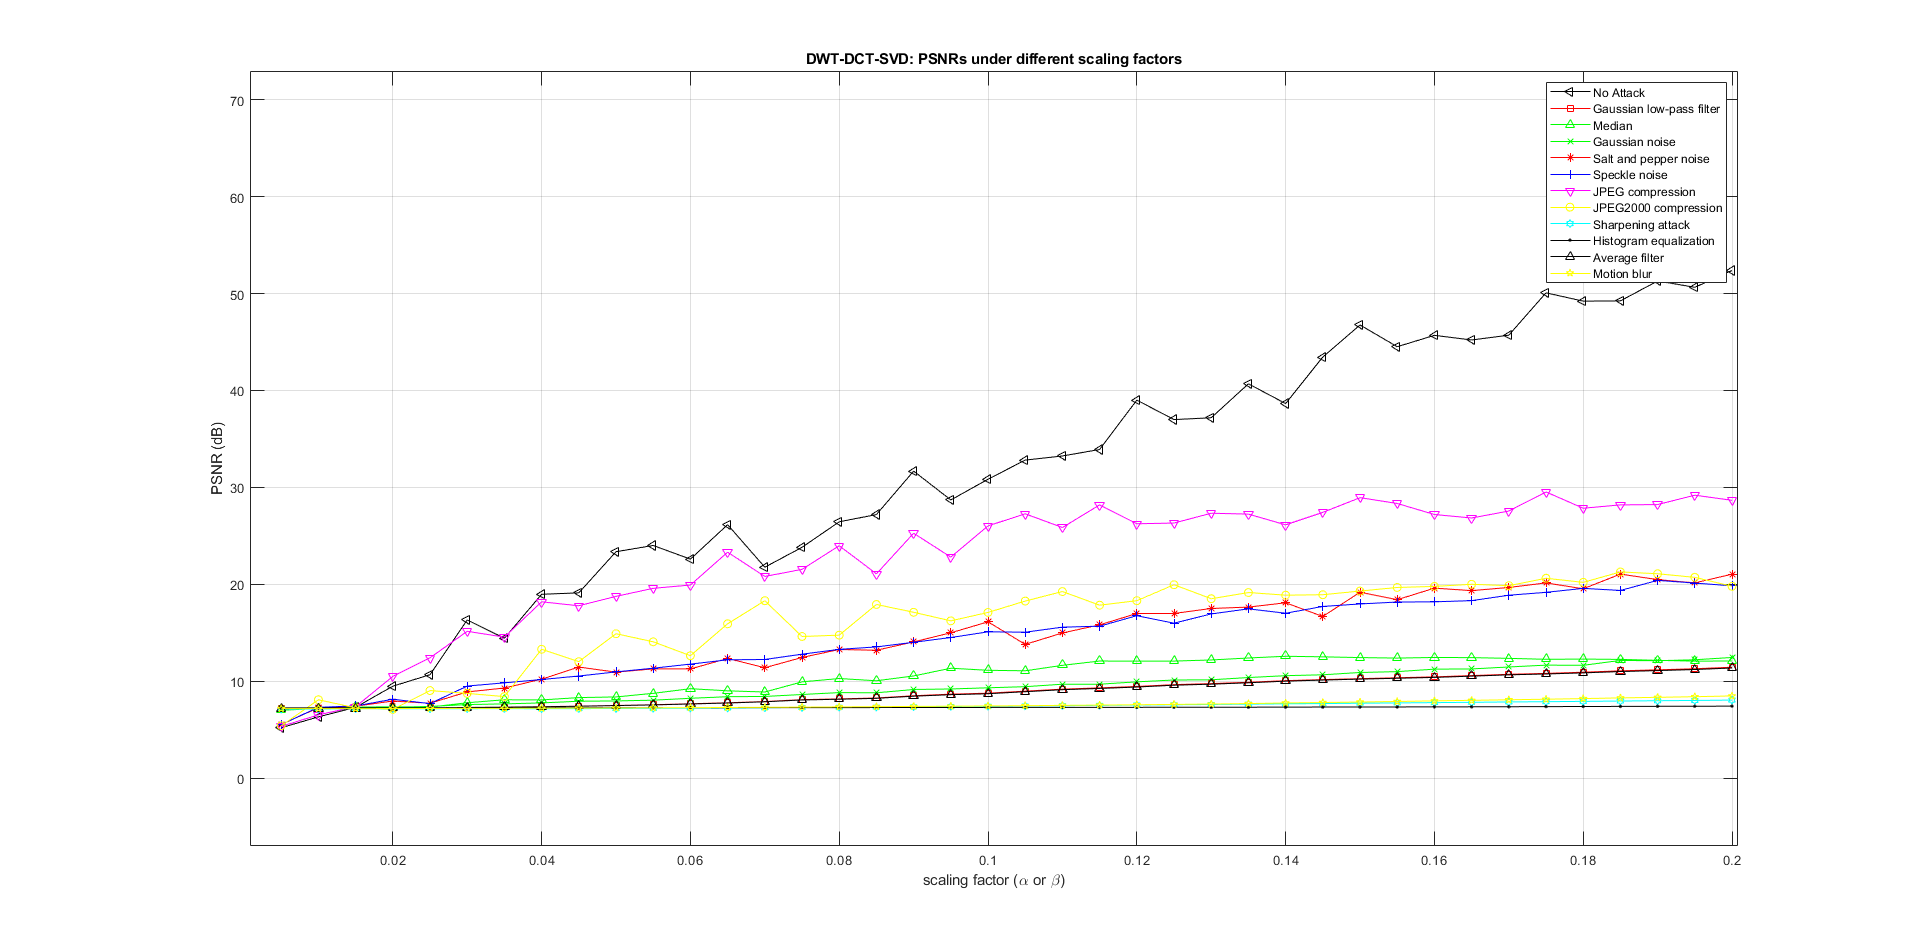 DWT-DCT-SVD: PSNRs under different scaling factors
No Attack
Gaussian low-pass filter
Median
Gaussian noise
Salt and pepper noise
Speckle noise
JPEG compression
JPEG2000 compression
Sharpening attack
Histogram equalization
Average filter
Motion blur
PSNR (dB)
70
60
50
40
30
20
10
0
0.02 0.04 0.06 0.08 0.1 0.12 0.14 0.16 0.18 0.2
scaling factor (α or β)